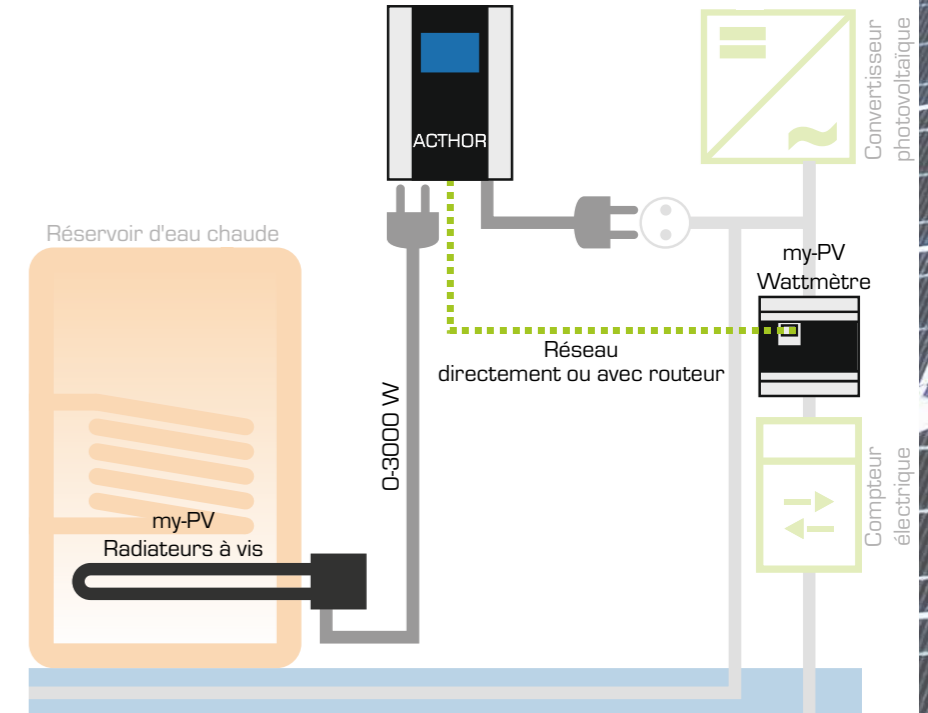 ACTHOR
Convertisseur
photovoltaïque
Réservoir d'eau chaude
my-PV
Wattmètre
Réseau
directement ou avec routeur
0-3000 W
Compteur
électrique
my-PV
Radiateurs à vis